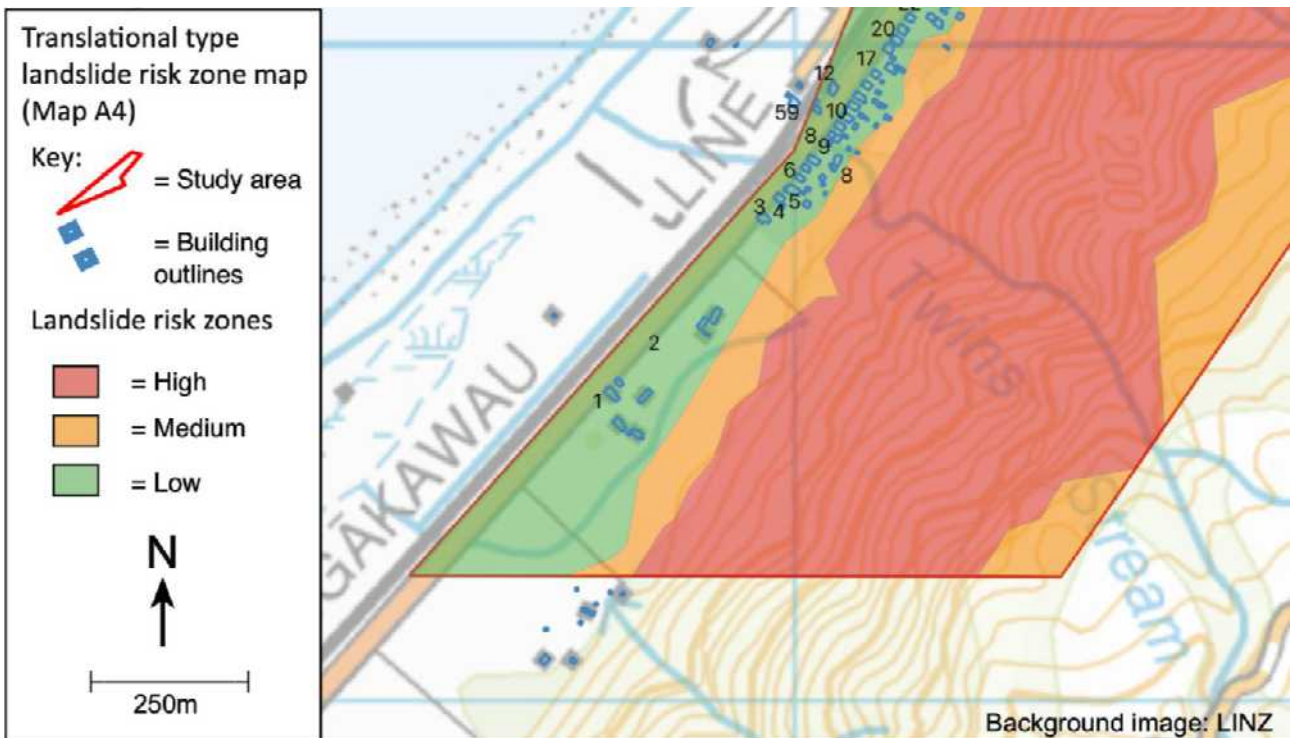 Translational type
landslide risk zone map
(Map A4)
Key:
= Study area
= Building
outlines
Landslide risk zones
= High
= Medium
= Low
N
250m
20
17
12
59
10
8
9
6
8
5
3
4
2
1
LINE
200
Twins
Stream
GĀKAWAU
Background image: LINZ